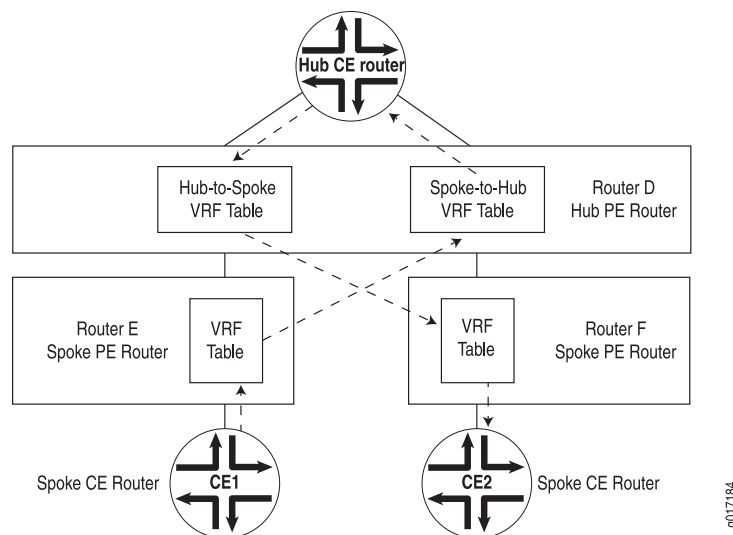 Hub CE router
Hub-to-Spoke
VRF Table
Spoke-to-Hub
VRF Table
Router D
Hub PE Router
Router E
Spoke PE Router
VRF
Table
VRF
Table
Router F
Spoke PE Router
Spoke CE Router
CE1
CE2
Spoke CE Router
g017184